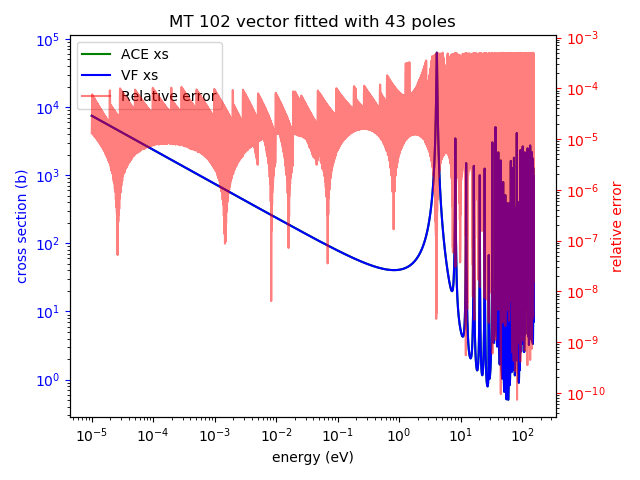 MT 102 vector fitted with 43 poles
ACE xs
VF xs
Relative error
cross section (b)
10^5
10^4
10^3
10^2
10^1
10^0
10^-3
10^-4
10^-5
10^-6
10^-7
10^-8
10^-9
10^-10
relative error
10^-5 10^-4 10^-3 10^-2 10^-1 10^0 10^1 10^2
energy (eV)